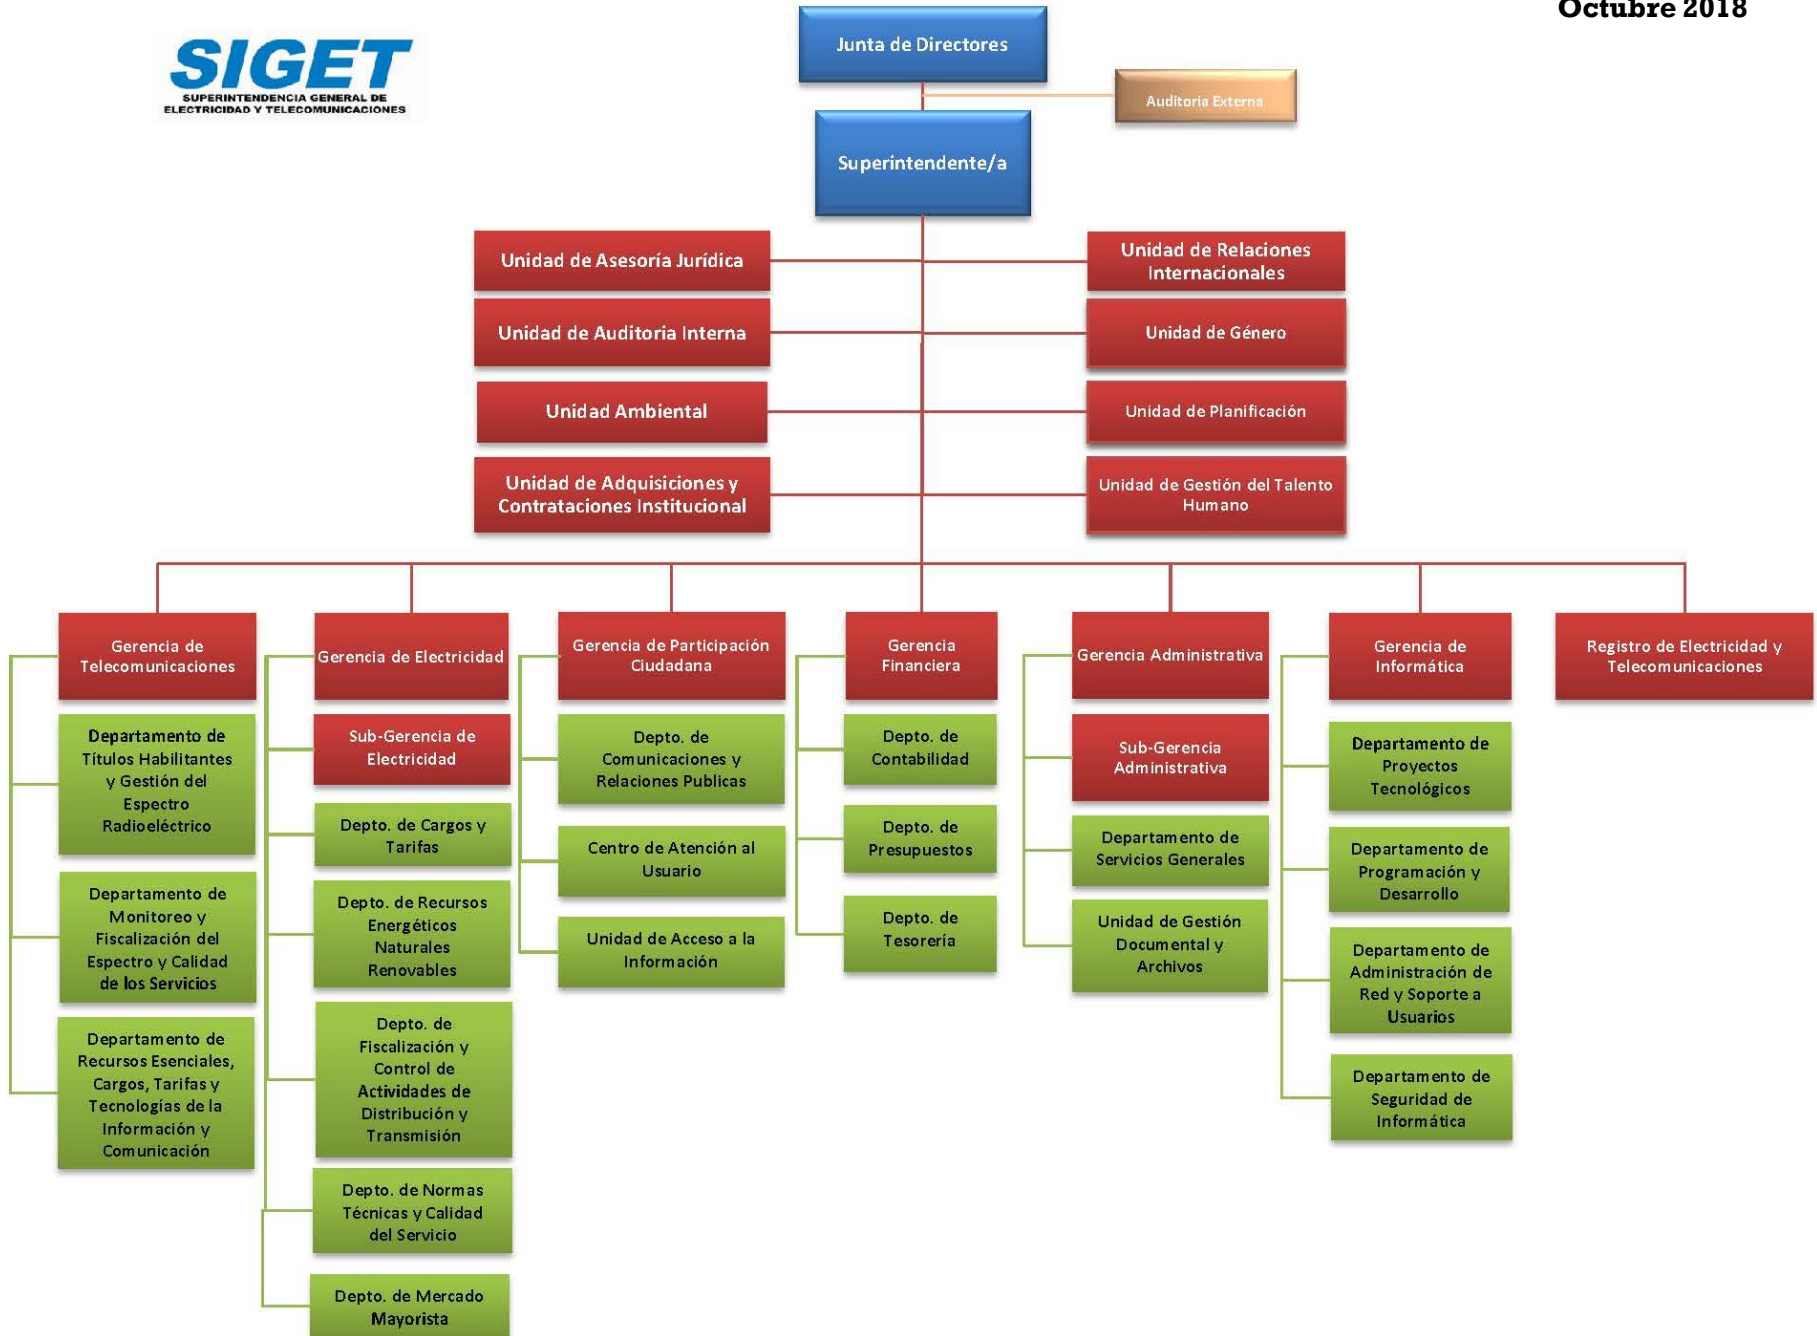 Octubre 2018
SIGET
SUPERINTENDENCIA GENERAL DE
ELECTRICIDAD Y TELECOMUNICACIONES
Junta de Directores
Auditoria Externa
Superintendente/a
Unidad de Asesoría Jurídica
Unidad de Relaciones
Internacionales
Unidad de Auditoria Interna
Unidad de Género
Unidad Ambiental
Unidad de Planificación
Unidad de Adquisiciones y
Contrataciones Institucional
Unidad de Gestión del Talento
Humano
Gerencia de
Telecomunicaciones
Departamento de
Títulos Habilitantes
y Gestión del
Espectro
Radioeléctrico
Departamento de
Monitoreo y
Fiscalización del
Espectro y Calidad
de los Servicios
Departamento de
Recursos Esenciales,
Cargos, Tarifas y
Tecnologías de la
Información y
Comunicación
Gerencia de Electricidad
Sub-Gerencia de
Electricidad
Depto. de Cargos y
Tarifas
Depto. de Recursos
Energéticos
Naturales
Renovables
Depto. de
Fiscalización y
Control de
Actividades de
Distribución y
Transmisión
Depto. de Normas
Técnicas y Calidad
del Servicio
Depto. de Mercado
Mayorista
Gerencia de Participación
Ciudadana
Depto. de
Comunicaciones y
Relaciones Publicas
Centro de Atención al
Usuario
Unidad de Acceso a la
Información
Gerencia
Financiera
Depto. de
Contabilidad
Depto. de
Presupuestos
Depto. de
Tesorería
Gerencia Administrativa
Sub-Gerencia
Administrativa
Departamento de
Servicios Generales
Unidad de Gestión
Documental y
Archivos
Gerencia de
Informática
Departamento de
Proyectos
Tecnológicos
Departamento de
Programación y
Desarrollo
Departamento de
Administración de
Red y Soporte a
Usuarios
Departamento de
Seguridad de
Informática
Registro de Electricidad y
Telecomunicaciones